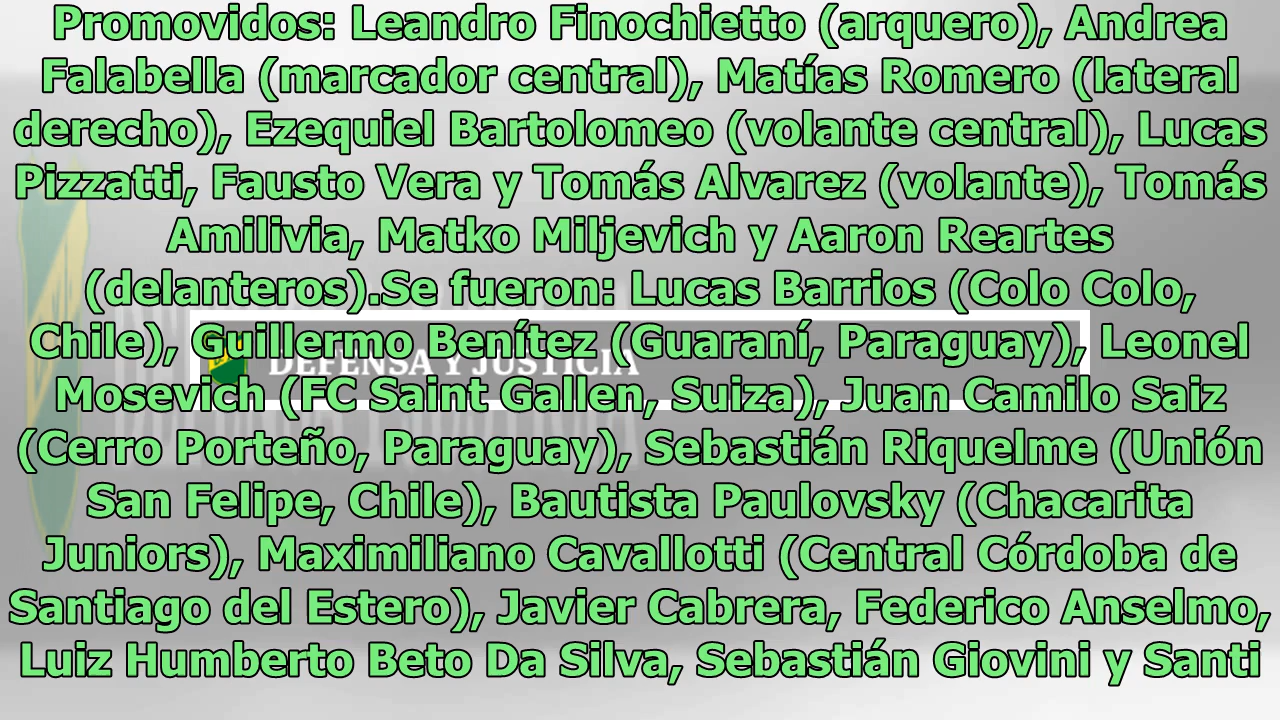 Promovidos: Leandro Finochietto (arquero), Andrea
Falabella (marcador central), Matías Romero (lateral
derecho), Ezequiel Bartolomeo (volante central), Lucas
Pizzatti, Fausto Vera y Tomás Alvarez (volante), Tomás
Amilivia, Matko Miljevich y Aaron Reartes
(delanteros).Se fueron: Lucas Barrios (Colo Colo,
Chile), Guillermo Benítez (Guaraní, Paraguay), Leonel
DEFENSA Y JUSTICIA
Mosevich (FC Saint Gallen, Suiza), Juan Camilo Saiz
(Cerro Porteño, Paraguay), Sebastián Riquelme (Unión
San Felipe, Chile), Bautista Paulovsky (Chacarita
Juniors), Maximiliano Cavallotti (Central Córdoba de
Santiago del Estero), Javier Cabrera, Federico Anselmo,
Luiz Humberto Beto Da Silva, Sebastián Giovini y Santi